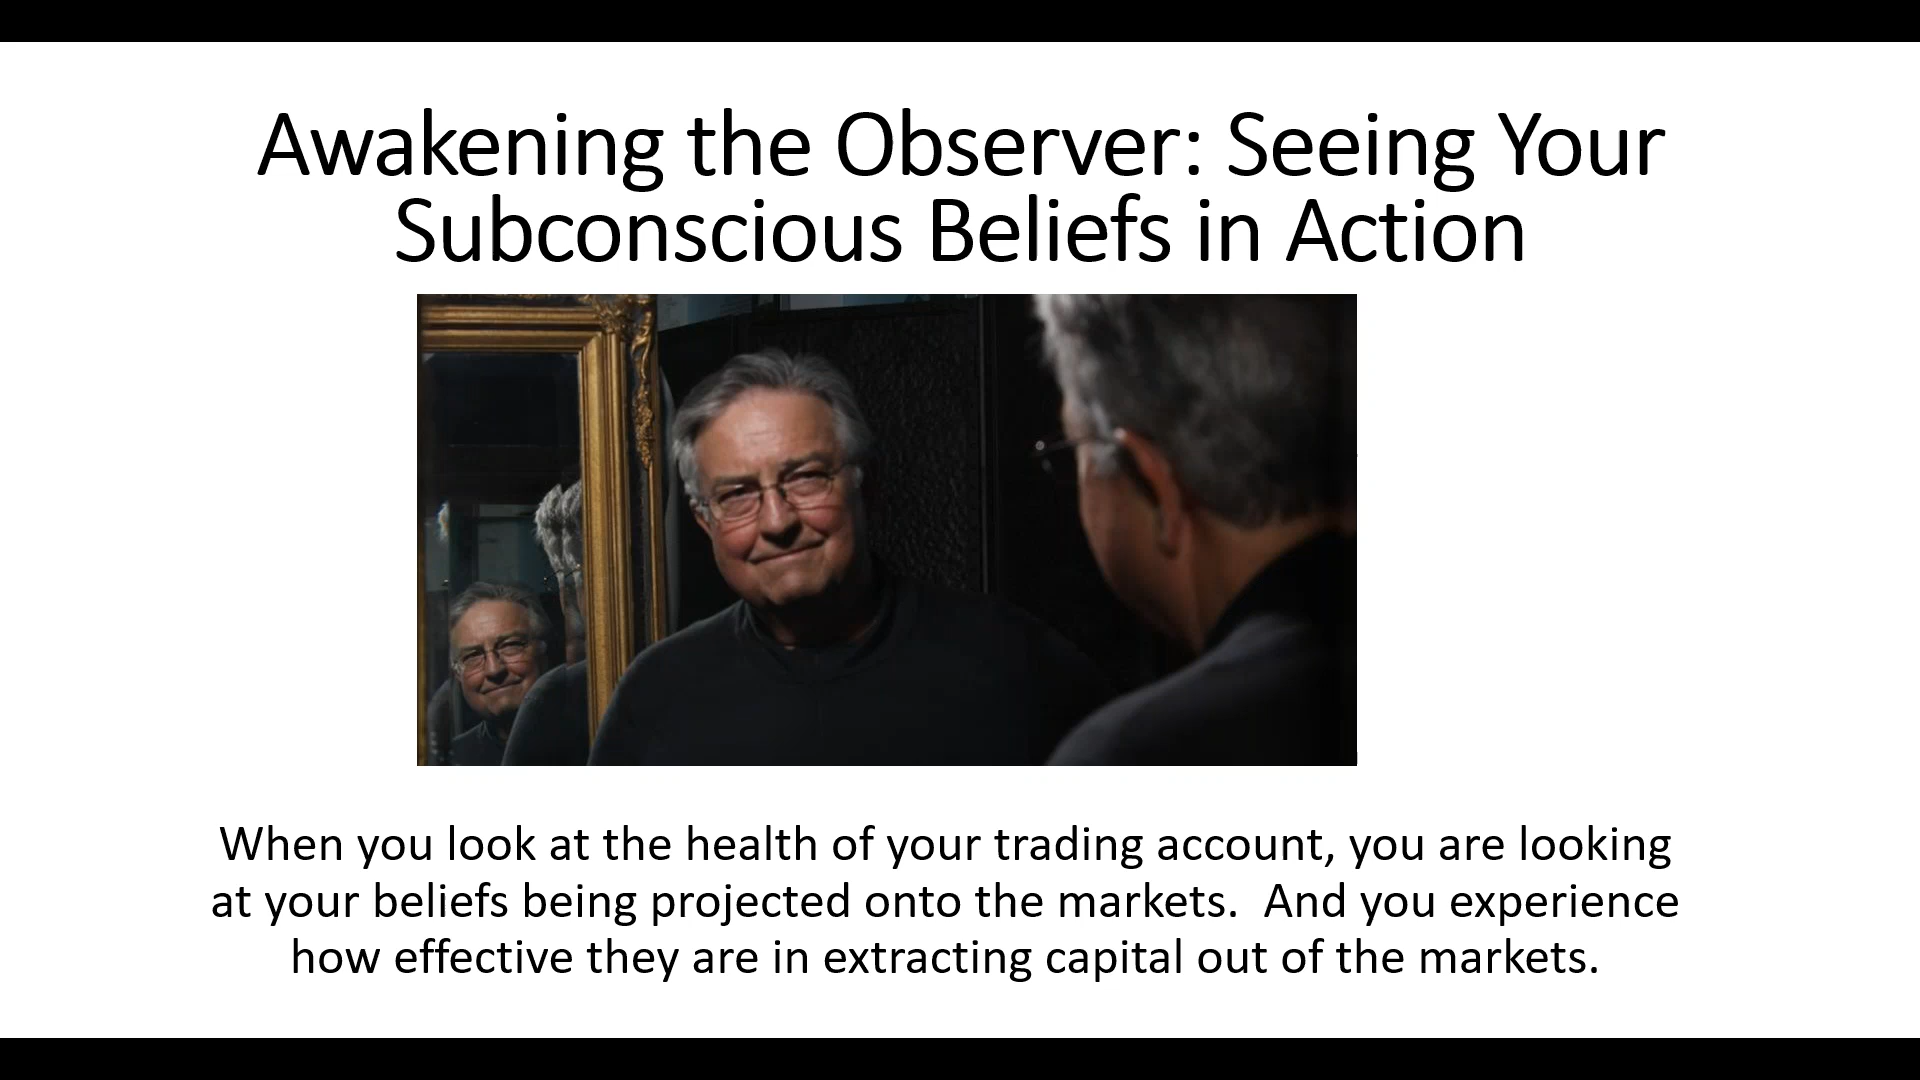 Awakening the Observer: Seeing Your
Subconscious Beliefs in Action
When you look at the health of your trading account, you are looking
at your beliefs being projected onto the markets.  And you experience
how effective they are in extracting capital out of the markets.